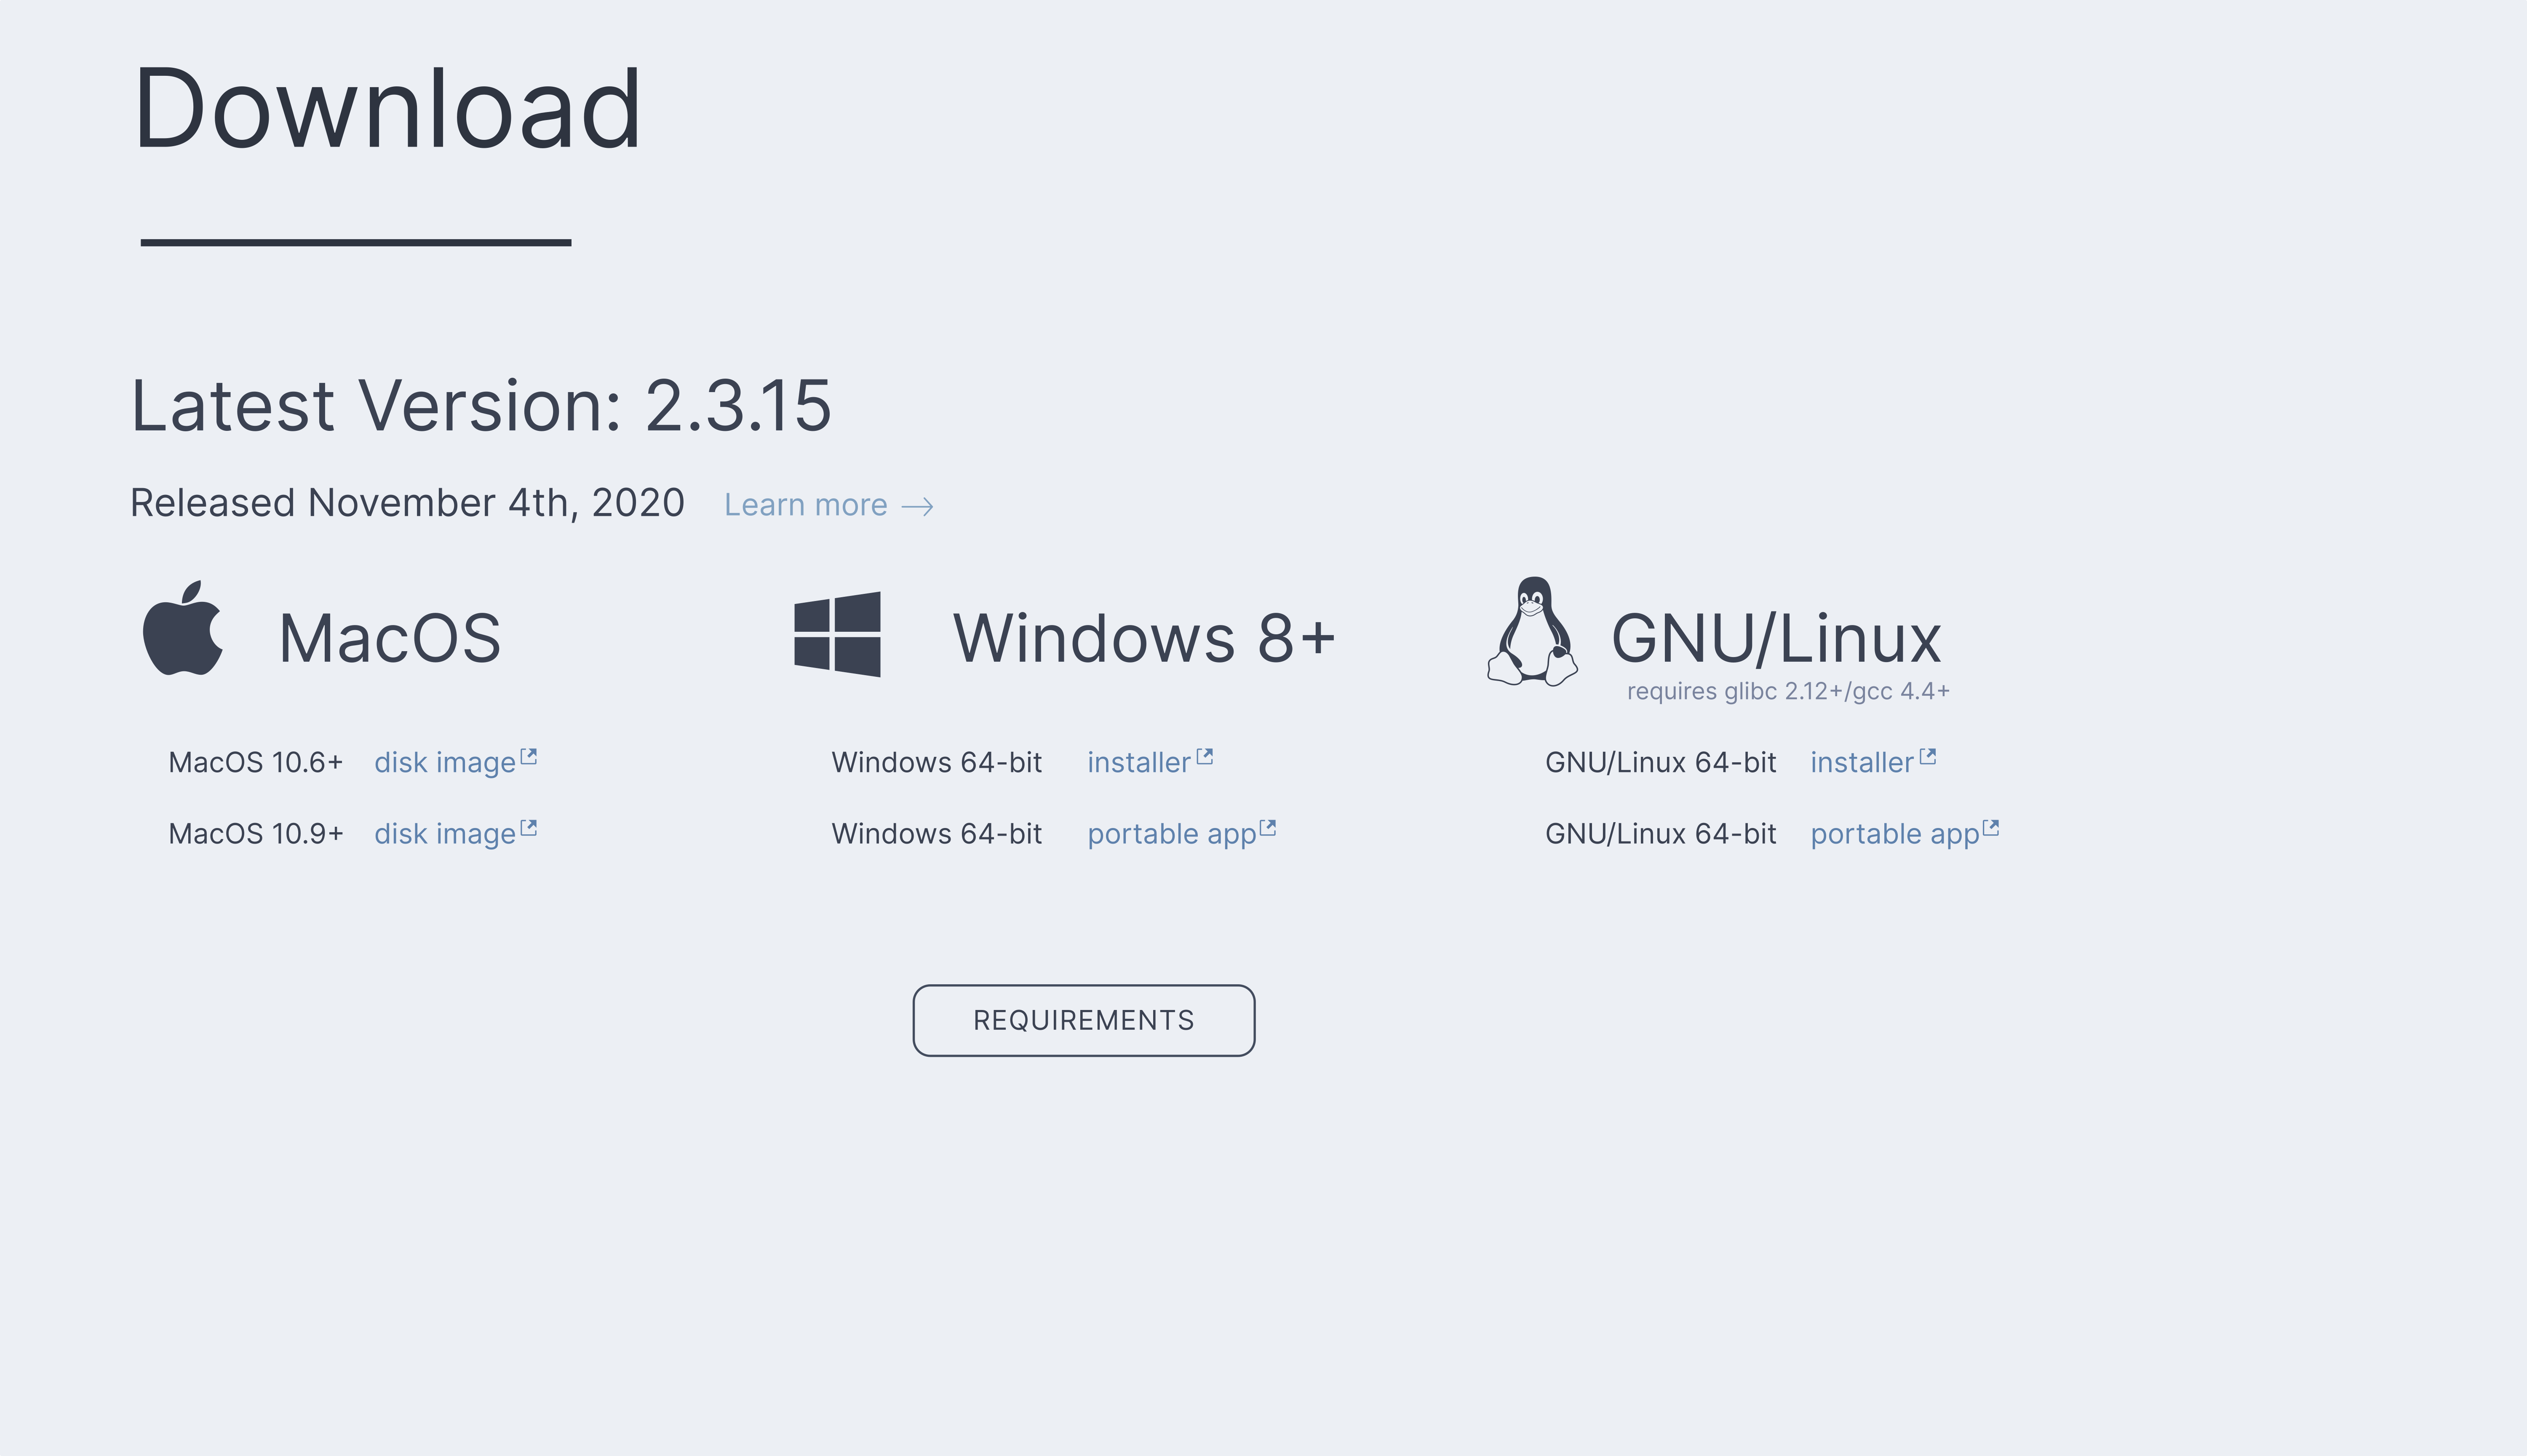 Download
Latest Version: 2.3.15
Released November 4th, 2020 Learn more →
MacOS
Windows 8+
GNU/Linux
requires glibc 2.12+/gcc 4.4+
MacOS 10.6+ disk image
MacOS 10.9+ disk image
Windows 64-bit installer
Windows 64-bit portable app
GNU/Linux 64-bit installer
GNU/Linux 64-bit portable app
REQUIREMENTS